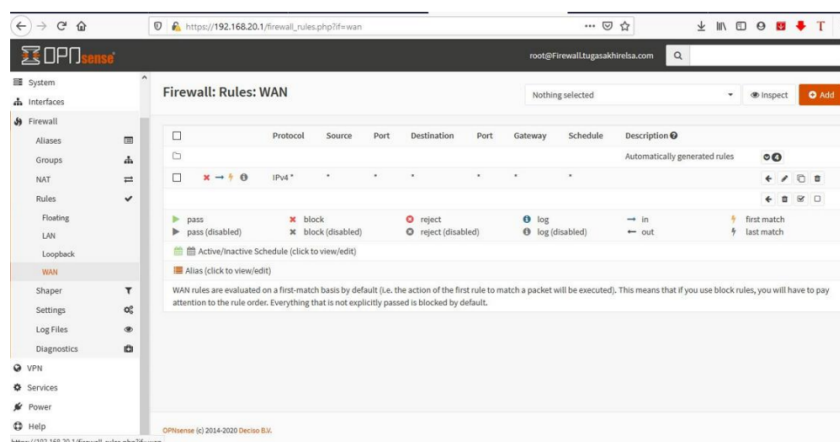 https://192.168.20.1/firewall_rules.php?if=wan
OPNsense
root@Firewall.tugasakhirelsa.com
System
Interfaces
Firewall
Aliases
Groups
NAT
Rules
Floating
LAN
Loopback
WAN
Shaper
Settings
Log Files
Diagnostics
VPN
Services
Power
Help
Firewall: Rules: WAN
Nothing selected
Inspect
Add
Protocol Source Port Destination Port Gateway Schedule Description
Automatically generated rules 4
IPv4 * * * * * * *
pass block reject log in first match
pass (disabled) block (disabled) reject (disabled) log (disabled) out last match
Active/Inactive Schedule (click to view/edit)
Alias (click to view/edit)
WAN rules are evaluated on a first-match basis by default (i.e. the action of the first rule to match a packet will be executed). This means that if you use block rules, you will have to pay
attention to the rule order. Everything that is not explicitly passed is blocked by default.
OPNsense (c) 2014-2020 Deciso B.V.